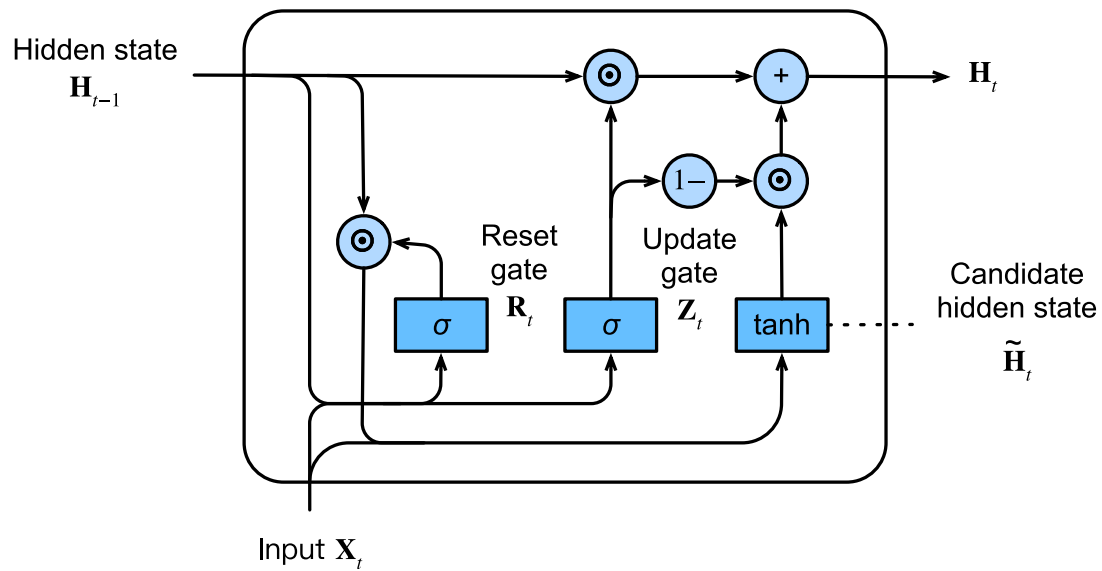 Hidden state
H_{t−1}
⊙
+
H_t
1−
⊙
⊙
Reset
gate
R_t
Update
gate
Z_t
Candidate
hidden state
H̃_t
σ
σ
tanh
Input X_t